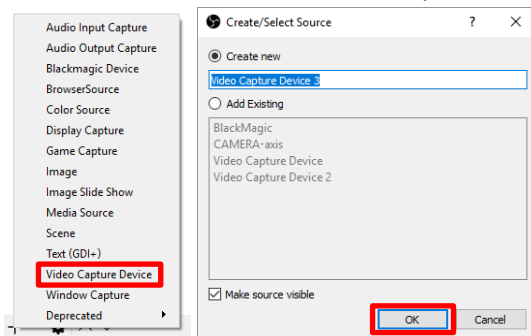 Audio Input Capture
Audio Output Capture
Blackmagic Device
BrowserSource
Color Source
Display Capture
Game Capture
Image
Image Slide Show
Media Source
Scene
Text (GDI+)
Video Capture Device
Window Capture
Deprecated
Create/Select Source
Create new
Video Capture Device 3
Add Existing
BlackMagic
CAMERA-axis
Video Capture Device
Video Capture Device 2
Make source visible
OK Cancel